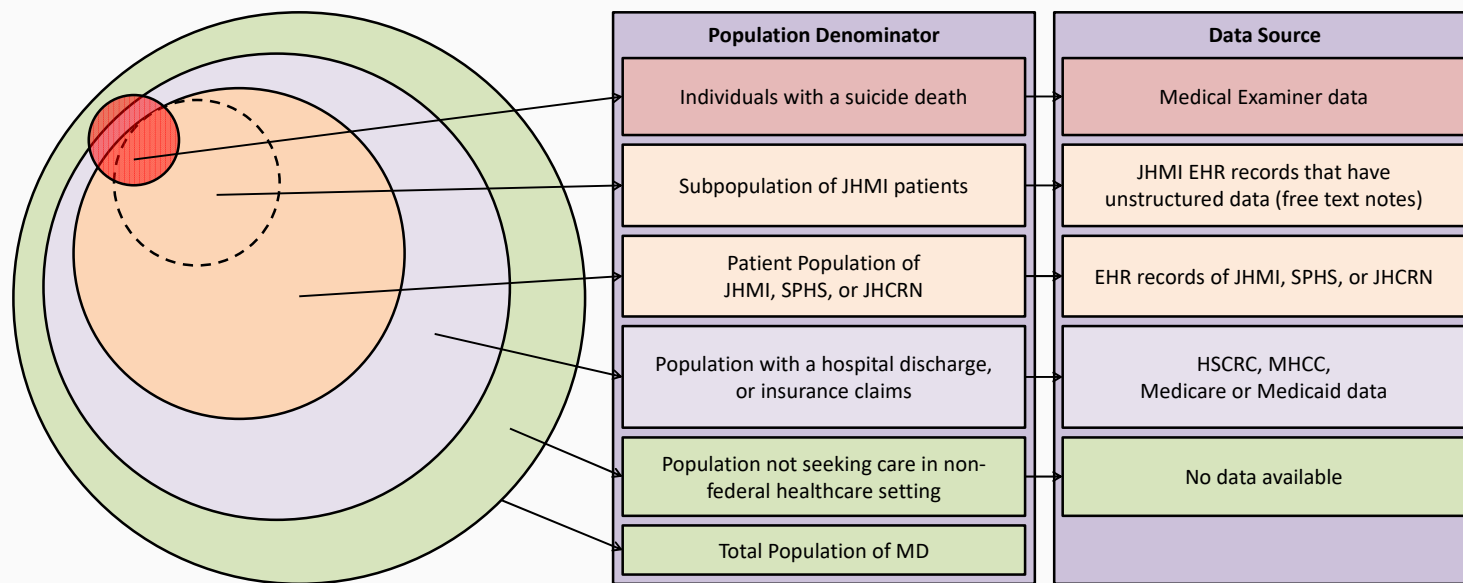 Population Denominator
Data Source
Individuals with a suicide death
Medical Examiner data
Subpopulation of JHMI patients
JHMI EHR records that have
unstructured data (free text notes)
Patient Population of
JHMI, SPHS, or JHCRN
EHR records of JHMI, SPHS, or JHCRN
Population with a hospital discharge,
or insurance claims
HSCRC, MHCC,
Medicare or Medicaid data
Population not seeking care in non-
federal healthcare setting
No data available
Total Population of MD